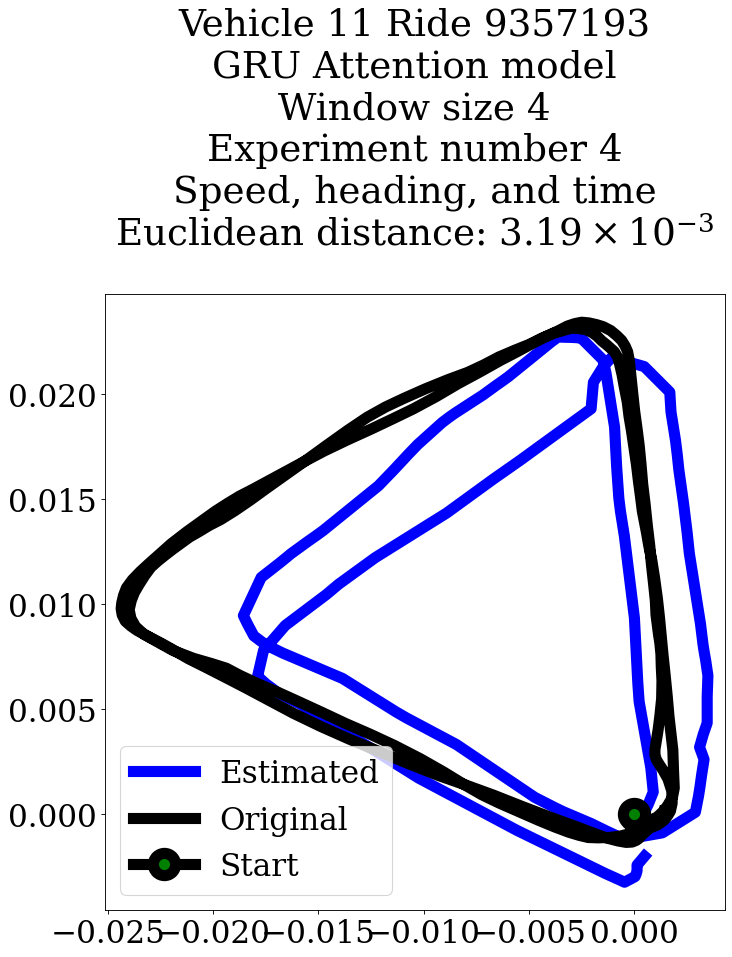 Vehicle 11 Ride 9357193
GRU Attention model
Window size 4
Experiment number 4
Speed, heading, and time
Euclidean distance: 3.19 × 10⁻³
0.020
0.015
0.010
0.005
0.000
Estimated
Original
Start
−0.025 −0.020 −0.015 −0.010 −0.005 0.000